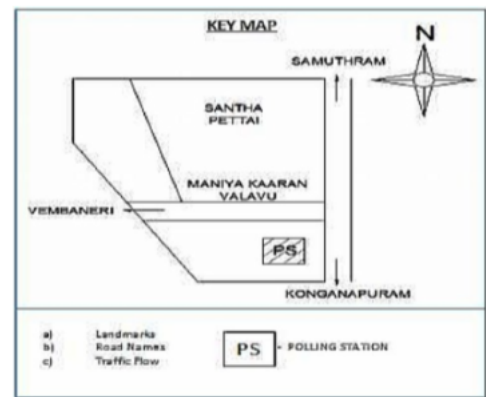 KEY MAP
N
SAMUTHRAM
SANTHA
PETTAI
MANIYA KAARAN
VALAVU
VEMBANERI
PS
KONGANAPURAM
a) Landmarks
b) Road Names
c) Traffic Flow
PS - POLLING STATION